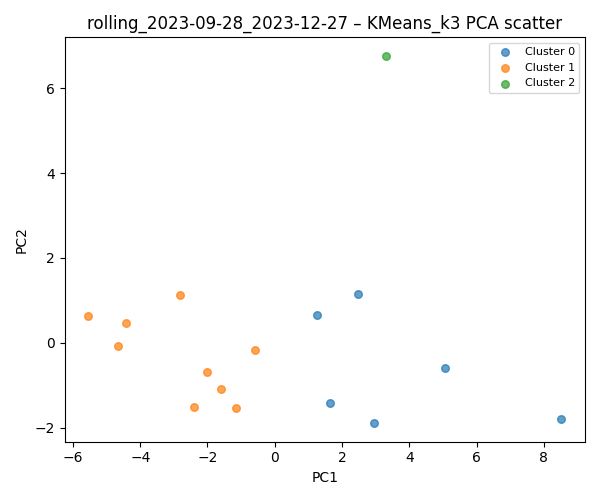 rolling_2023-09-28_2023-12-27 – KMeans_k3 PCA scatter
Cluster 0
Cluster 1
Cluster 2
PC2
6
4
2
0
−2
−6 −4 −2 0 2 4 6 8
PC1